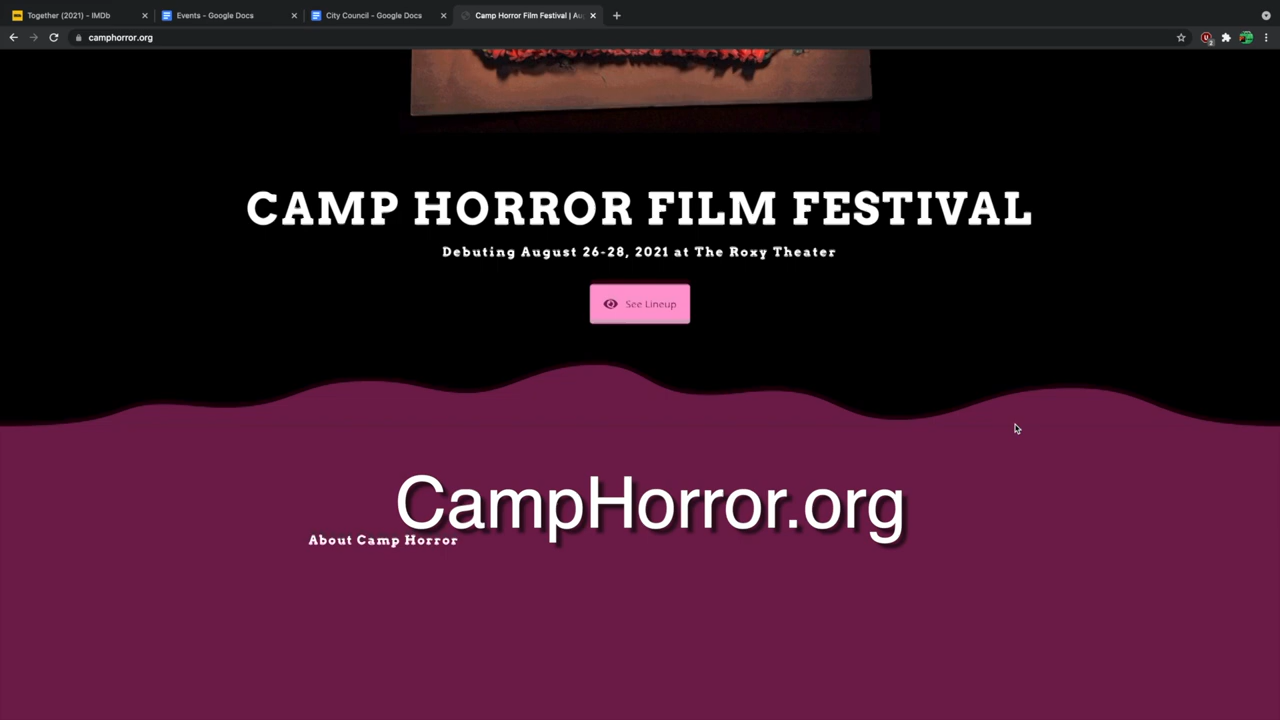 Together (2021) - IMDb
Events - Google Docs
City Council - Google Docs
Camp Horror Film Festival | Au
camphorror.org
CAMP HORROR FILM FESTIVAL
Debuting August 26-28, 2021 at The Roxy Theater
See Lineup
CampHorror.org
About Camp Horror